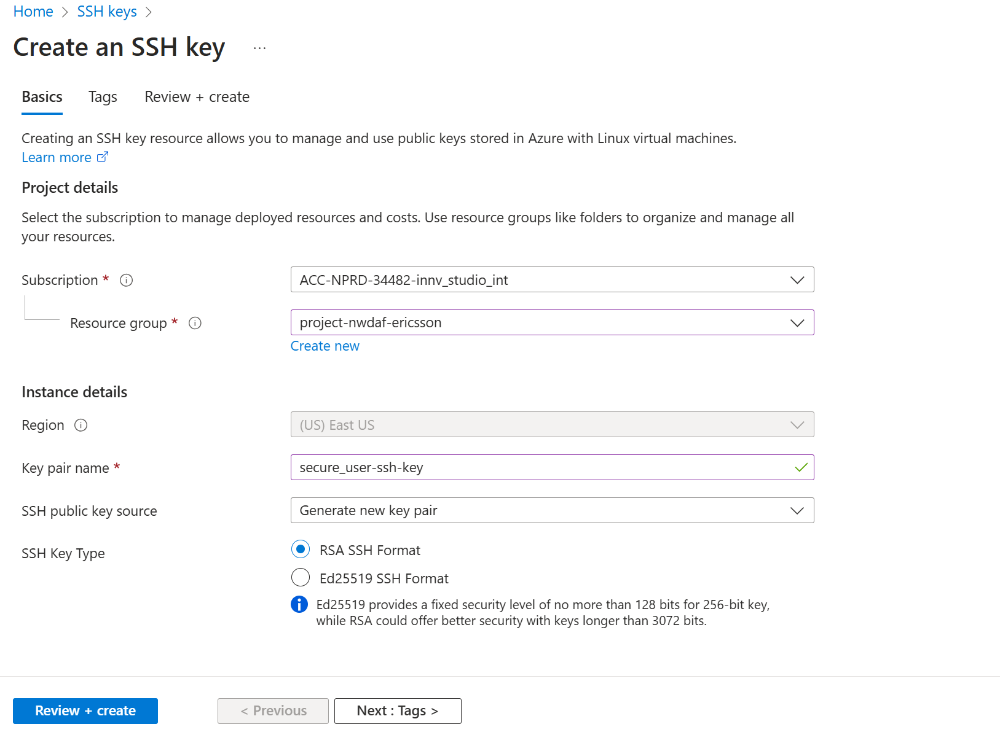 Home > SSH keys >
Create an SSH key ...
Basics Tags Review + create
Creating an SSH key resource allows you to manage and use public keys stored in Azure with Linux virtual machines.
Learn more
Project details
Select the subscription to manage deployed resources and costs. Use resource groups like folders to organize and manage all
your resources.
Subscription * ACC-NPRD-34482-innv_studio_int
Resource group * project-nwdaf-ericsson
Create new
Instance details
Region (US) East US
Key pair name * secure_user-ssh-key
SSH public key source Generate new key pair
SSH Key Type RSA SSH Format
Ed25519 SSH Format
Ed25519 provides a fixed security level of no more than 128 bits for 256-bit key,
while RSA could offer better security with keys longer than 3072 bits.
Review + create < Previous Next : Tags >